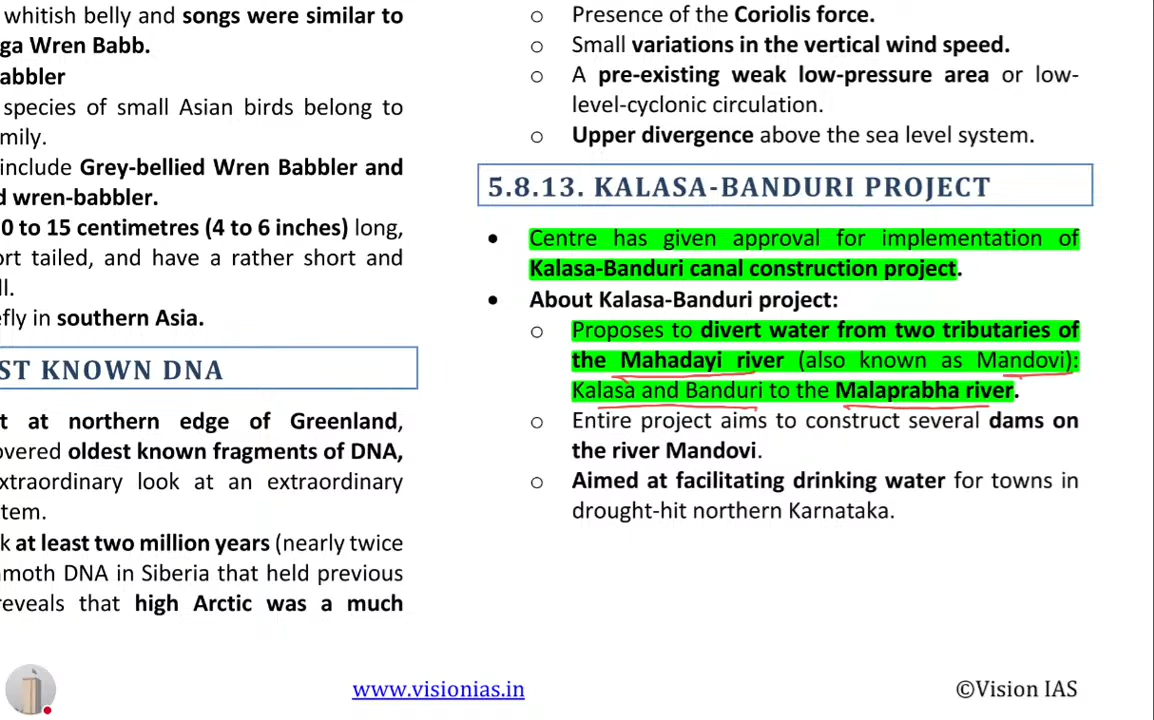 whitish belly and songs were similar to
ga Wren Babb.
abbler
species of small Asian birds belong to
mily.
include Grey-bellied Wren Babbler and
d wren-babbler.
0 to 15 centimetres (4 to 6 inches) long,
ort tailed, and have a rather short and
ll.
efly in southern Asia.
ST KNOWN DNA
t at northern edge of Greenland,
overed oldest known fragments of DNA,
extraordinary look at an extraordinary
tem.
k at least two million years (nearly twice
mmoth DNA in Siberia that held previous
reveals that high Arctic was a much
o Presence of the Coriolis force.
o Small variations in the vertical wind speed.
o A pre-existing weak low-pressure area or low-
level-cyclonic circulation.
o Upper divergence above the sea level system.
5.8.13. KALASA-BANDURI PROJECT
• Centre has given approval for implementation of
Kalasa-Banduri canal construction project.
• About Kalasa-Banduri project:
o Proposes to divert water from two tributaries of
the Mahadayi river (also known as Mandovi):
Kalasa and Banduri to the Malaprabha river.
o Entire project aims to construct several dams on
the river Mandovi.
o Aimed at facilitating drinking water for towns in
drought-hit northern Karnataka.
www.visionias.in
©Vision IAS